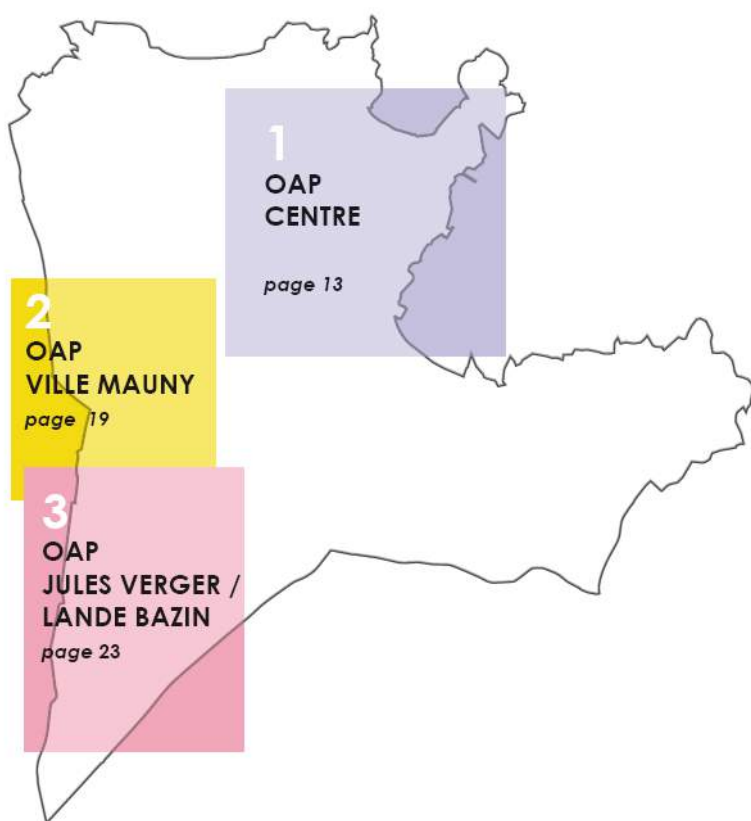 1
OAP
CENTRE
page 13
2
OAP
VILLE MAUNY
page 19
3
OAP
JULES VERGER /
LANDE BAZIN
page 23